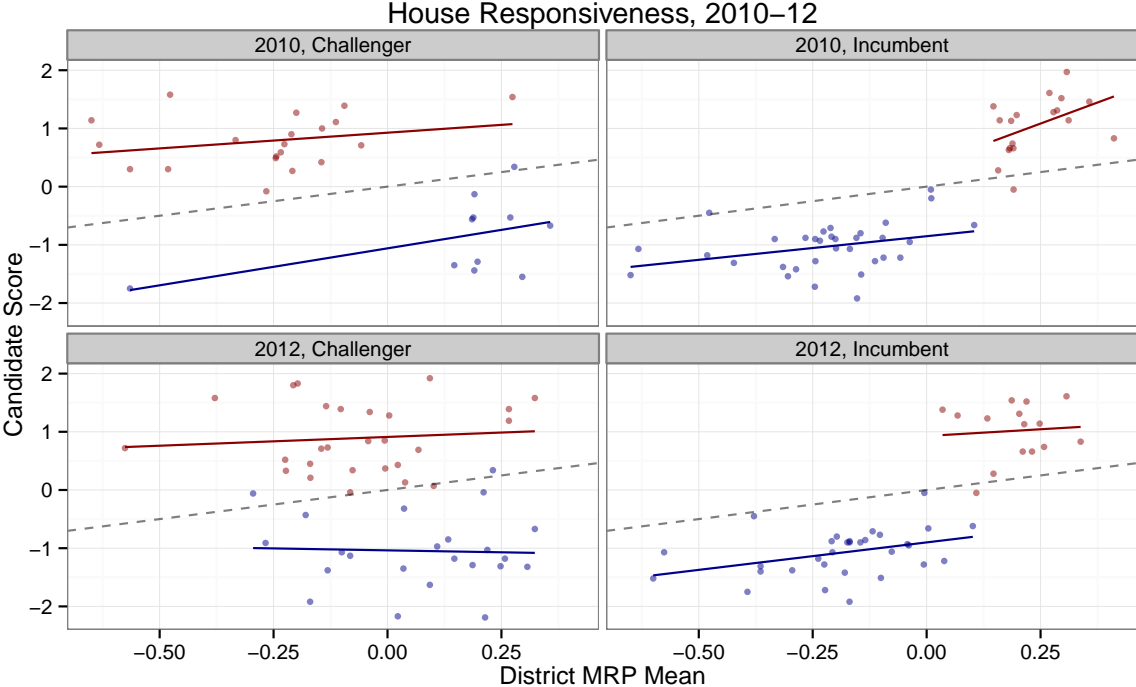 House Responsiveness, 2010−12
2010, Challenger
2010, Incumbent
2
1
0
−1
−2
2012, Challenger
2012, Incumbent
2
1
0
−1
−2
−0.50
−0.25
0.00
0.25
−0.50
−0.25
0.00
0.25
District MRP Mean
Candidate Score